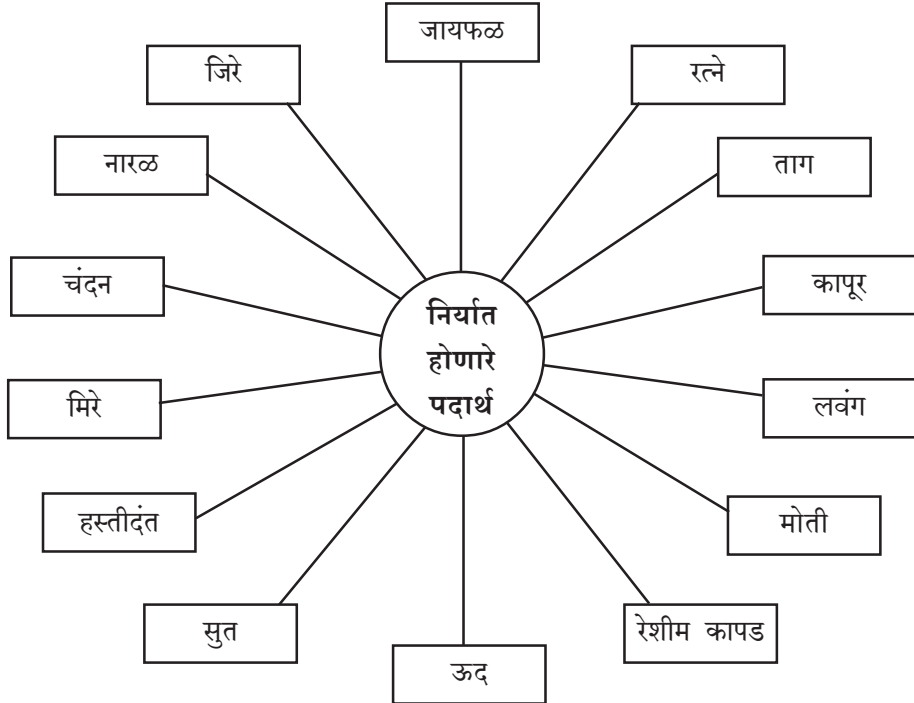 जायफळ
जिरे
रत्ने
नारळ
ताग
चंदन
कापूर
निर्यात
होणारे
पदार्थ
मिरे
लवंग
हस्तीदंत
मोती
सुत
रेशीम कापड
ऊद